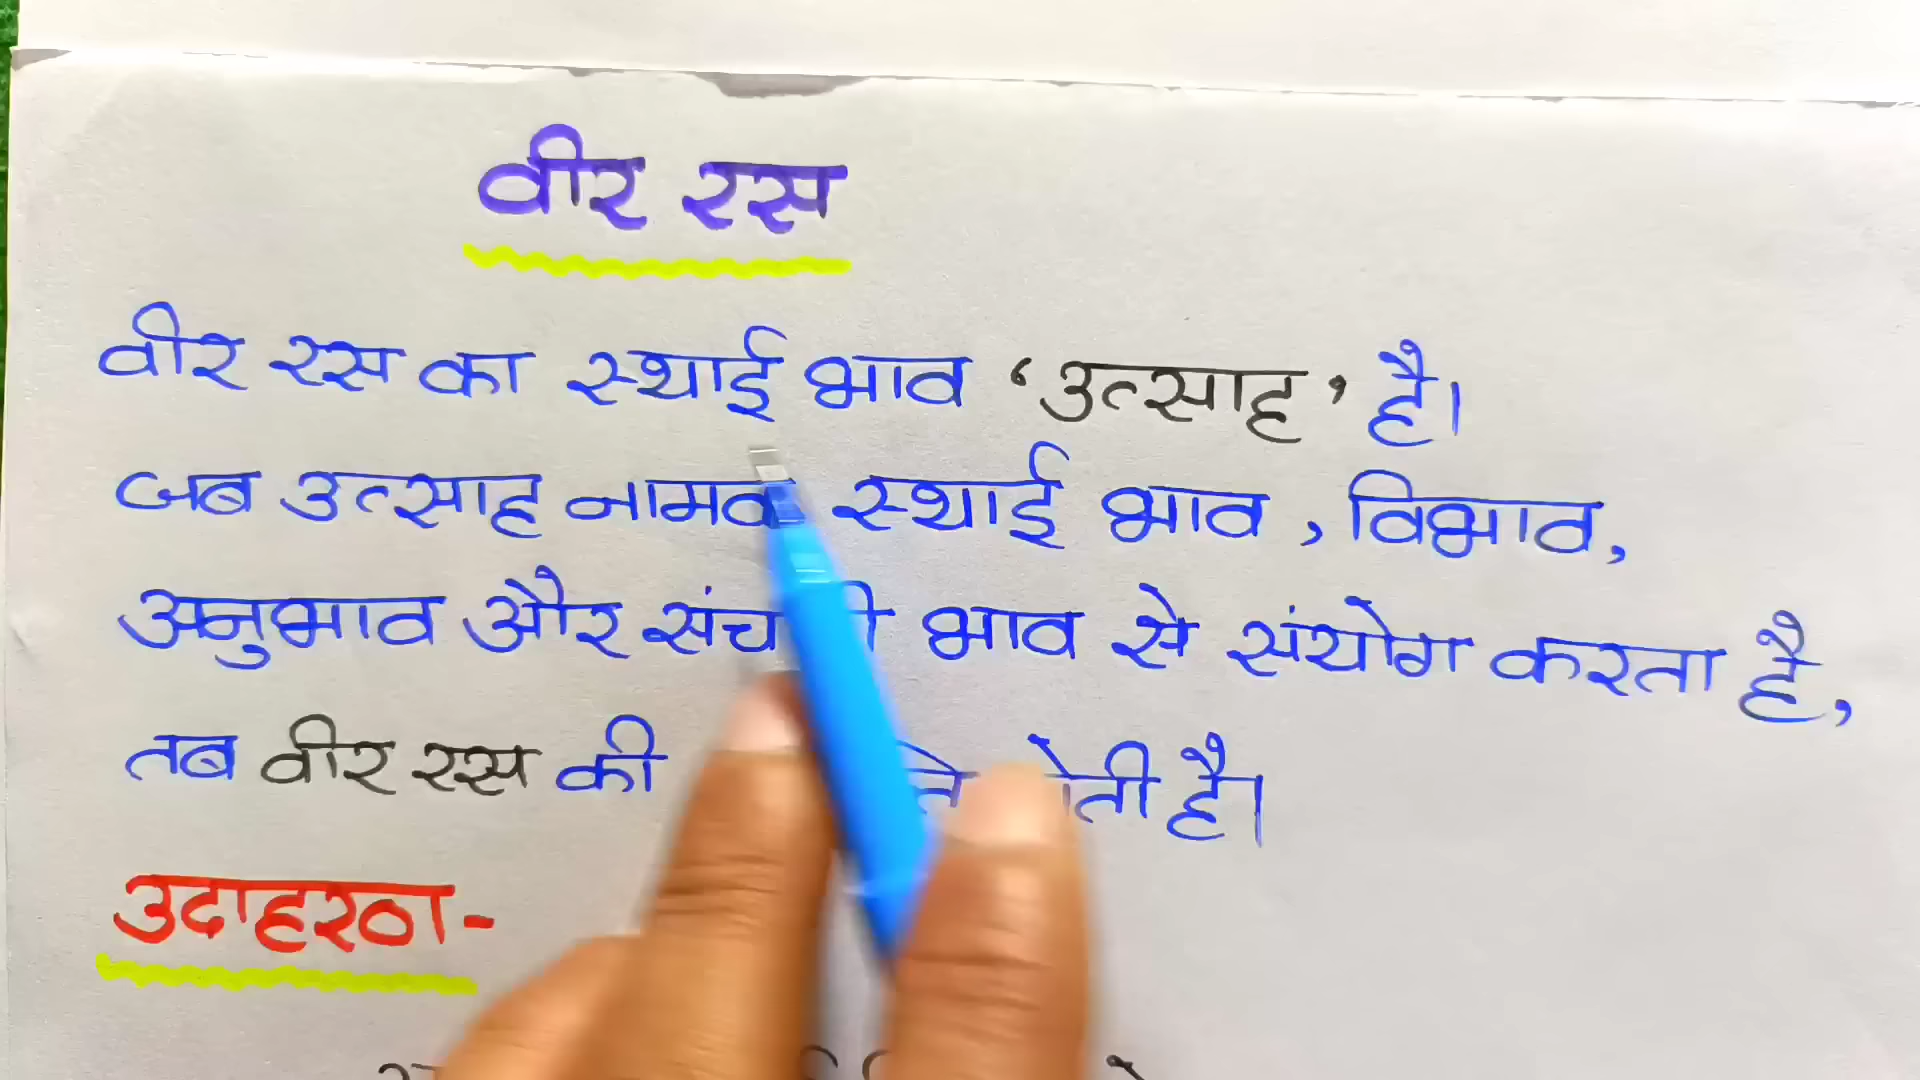 वीर रस
वीर रस का स्थाई भाव ‘उत्साह’ है।
जब उत्साह नामक स्थाई भाव, विभाव,
अनुभाव और संचारी भाव से संयोग करता है,
तब वीर रस की होती है।
उदाहरण-